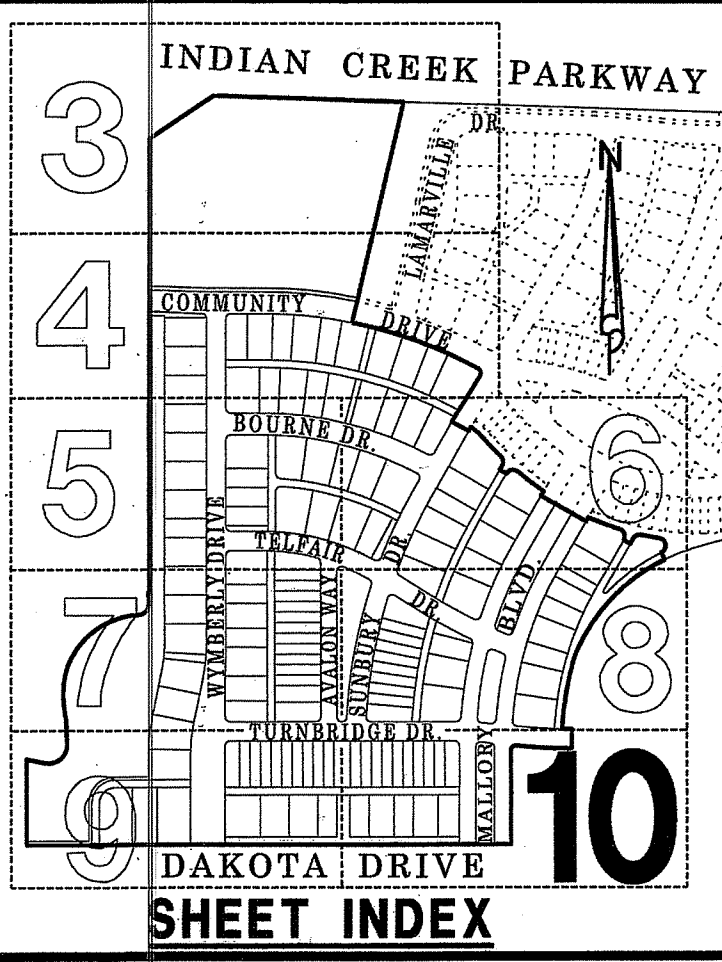 INDIAN CREEK PARKWAY
3
DR.
LAMARVILLE
N
4
COMMUNITY
DRIVE
BOURNE DR.
5
6
WYMBERLY DRIVE
TELFAIR
DR.
7
AVALON WAY
SUNBURY
DR.
BLVD.
8
TURNBRIDGE DR.
MALLORY
9
10
DAKOTA DRIVE
SHEET INDEX